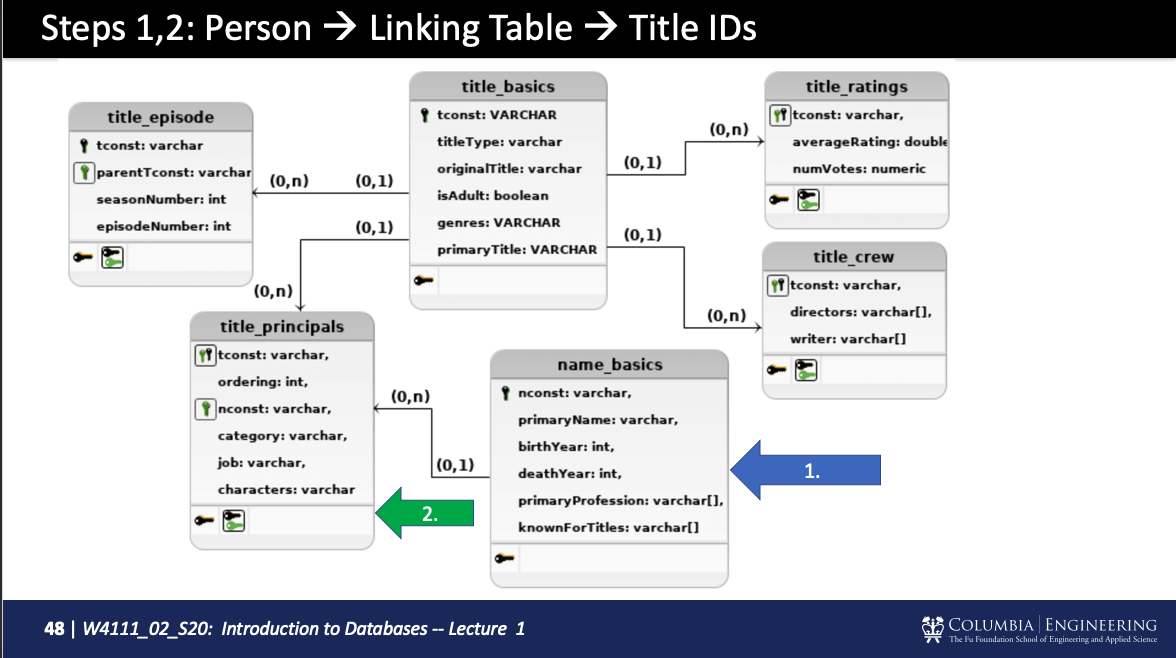 Steps 1,2: Person → Linking Table → Title IDs
title_episode
tconst: varchar
parentTconst: varchar
seasonNumber: int
episodeNumber: int
title_basics
tconst: VARCHAR
titleType: varchar
originalTitle: varchar
isAdult: boolean
genres: VARCHAR
primaryTitle: VARCHAR
title_ratings
tconst: varchar,
averageRating: double
numVotes: numeric
(0,n)
(0,1)
(0,1)
(0,n)
(0,1)
(0,n)
(0,1)
(0,n)
title_crew
tconst: varchar,
directors: varchar[],
writer: varchar[]
title_principals
tconst: varchar,
ordering: int,
nconst: varchar,
category: varchar,
job: varchar,
characters: varchar
(0,n)
(0,1)
name_basics
nconst: varchar,
primaryName: varchar,
birthYear: int,
deathYear: int,
primaryProfession: varchar[],
knownForTitles: varchar[]
1.
2.
48 | W4111_02_S20: Introduction to Databases -- Lecture 1
COLUMBIA | ENGINEERING
The Fu Foundation School of Engineering and Applied Science